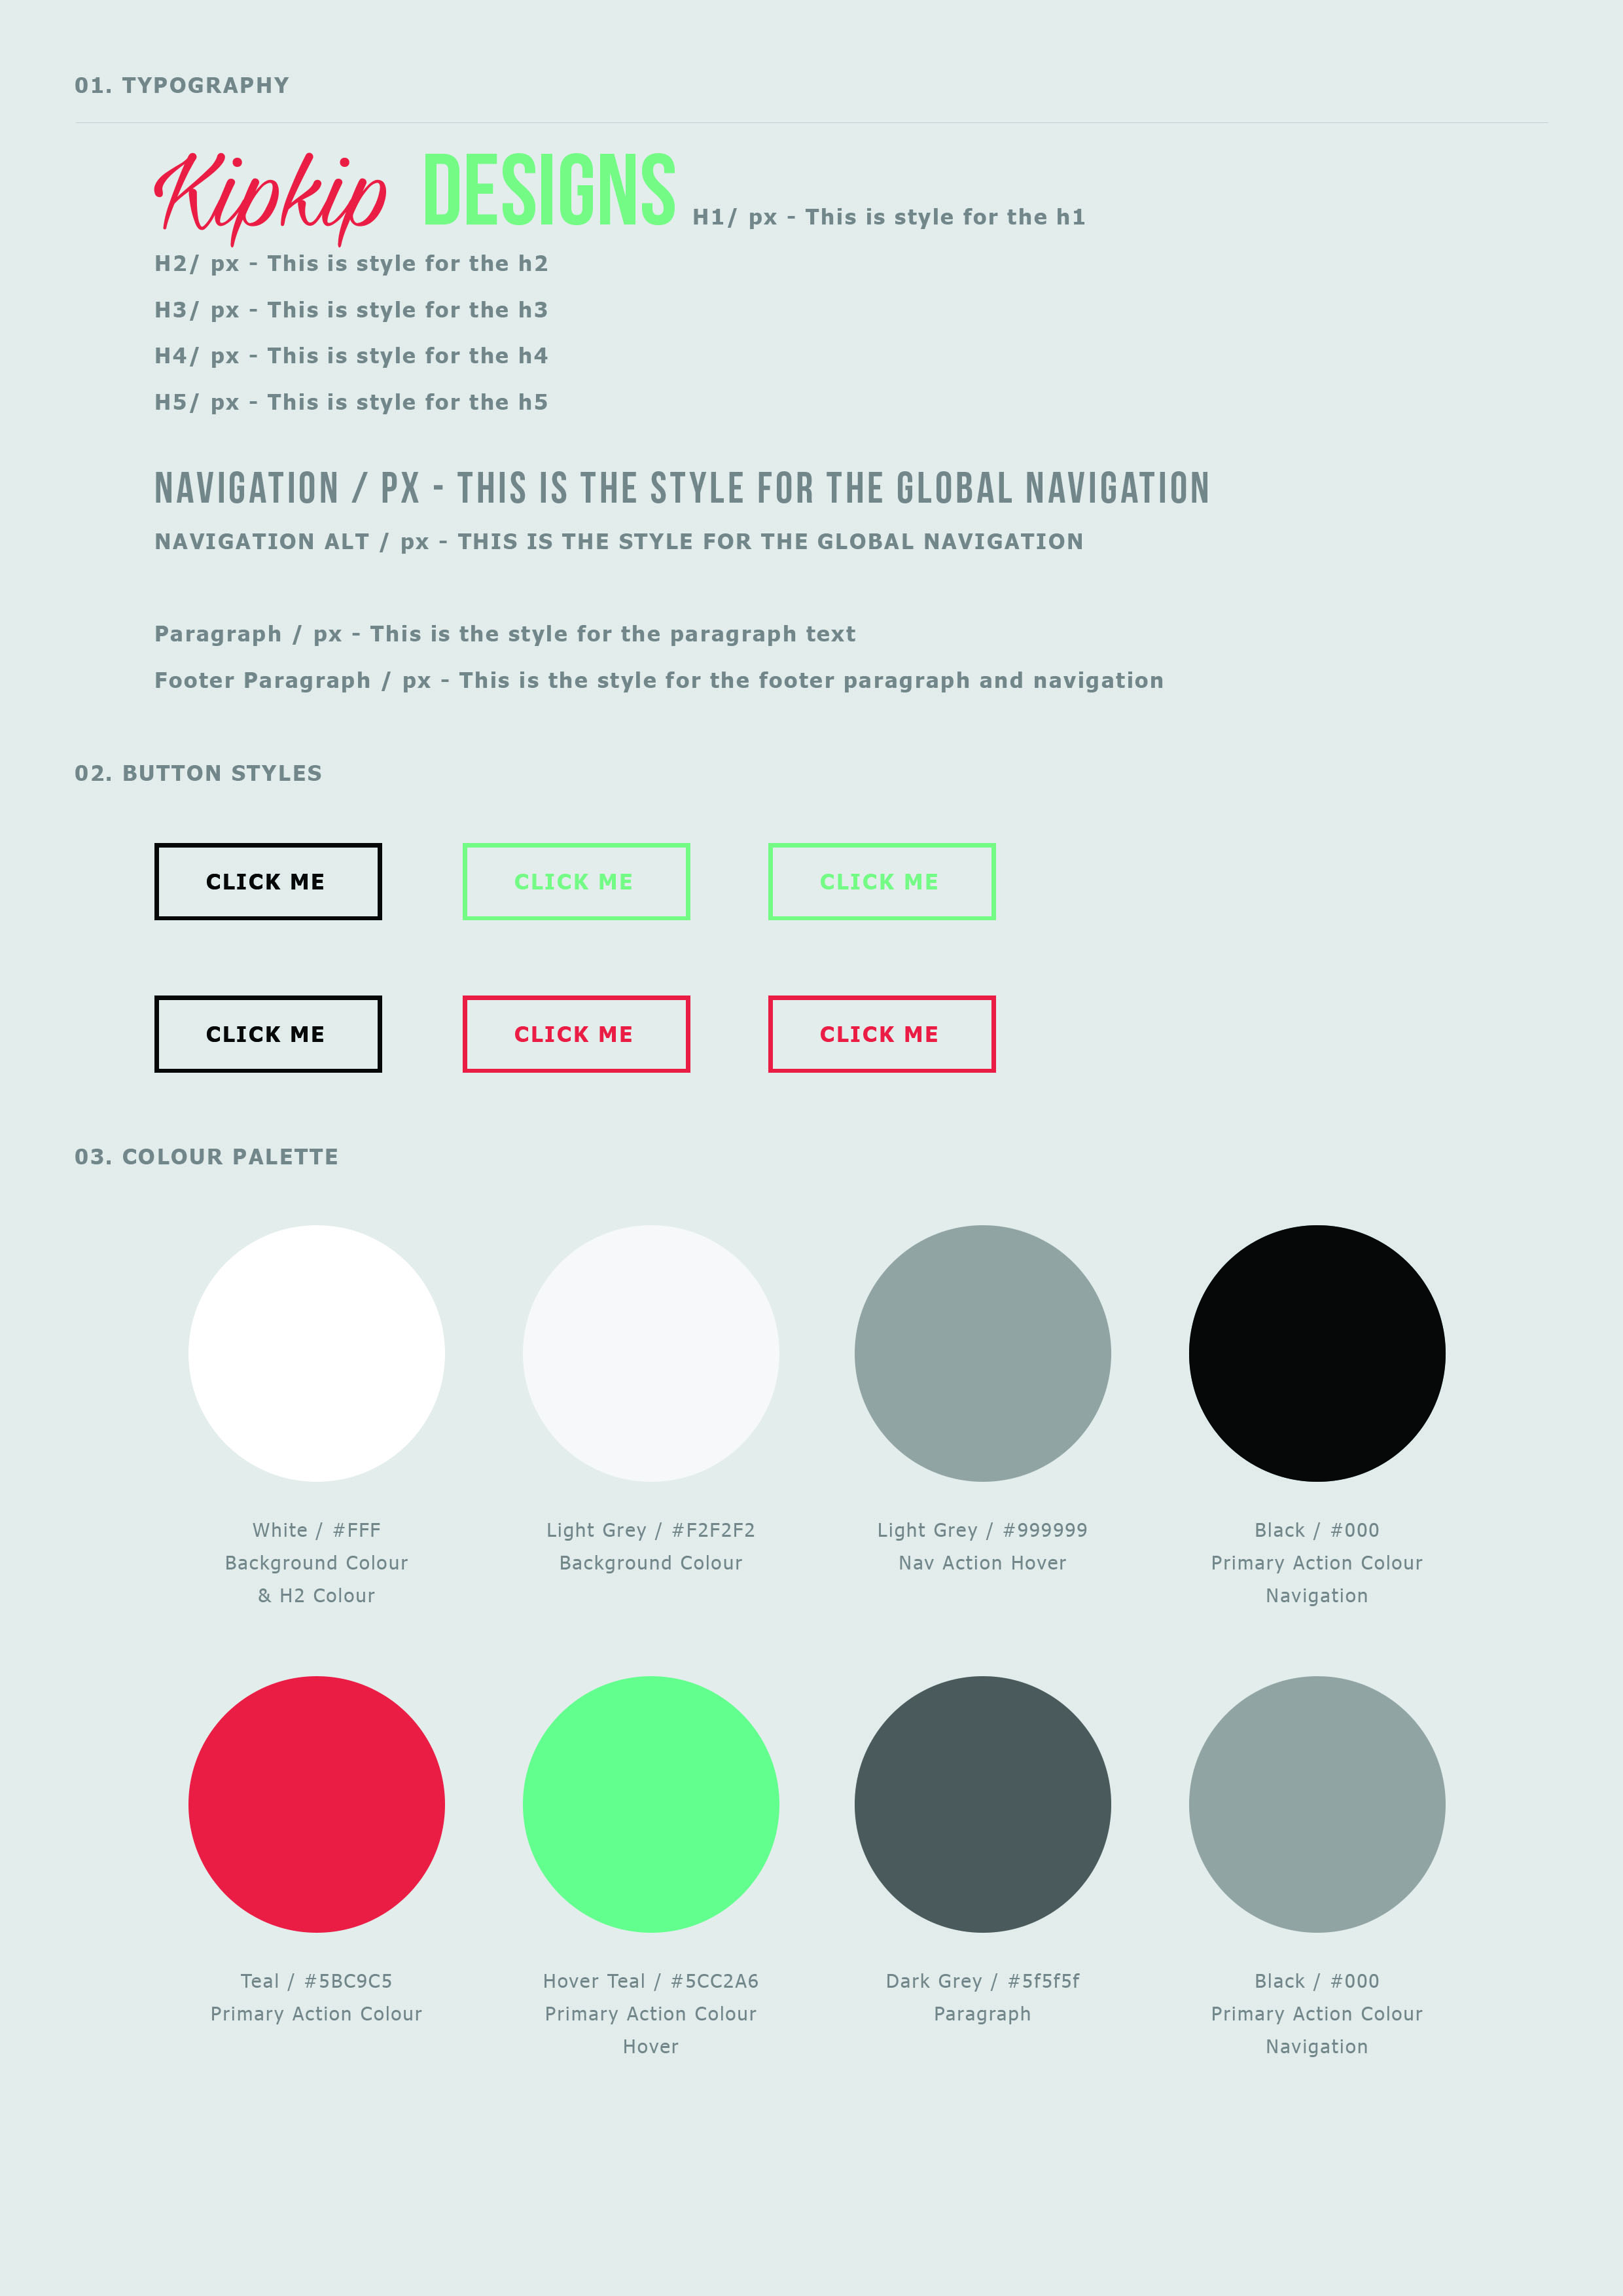 01. TYPOGRAPHY
Kipkip DESIGNS H1/ px - This is style for the h1
H2/ px - This is style for the h2
H3/ px - This is style for the h3
H4/ px - This is style for the h4
H5/ px - This is style for the h5
NAVIGATION / PX - THIS IS THE STYLE FOR THE GLOBAL NAVIGATION
NAVIGATION ALT / px - THIS IS THE STYLE FOR THE GLOBAL NAVIGATION
Paragraph / px - This is the style for the paragraph text
Footer Paragraph / px - This is the style for the footer paragraph and navigation
02. BUTTON STYLES
CLICK ME CLICK ME CLICK ME
CLICK ME CLICK ME CLICK ME
03. COLOUR PALETTE
White / #FFF
Background Colour
& H2 Colour
Light Grey / #F2F2F2
Background Colour
Light Grey / #999999
Nav Action Hover
Black / #000
Primary Action Colour
Navigation
Teal / #5BC9C5
Primary Action Colour
Hover Teal / #5CC2A6
Primary Action Colour
Hover
Dark Grey / #5f5f5f
Paragraph
Black / #000
Primary Action Colour
Navigation